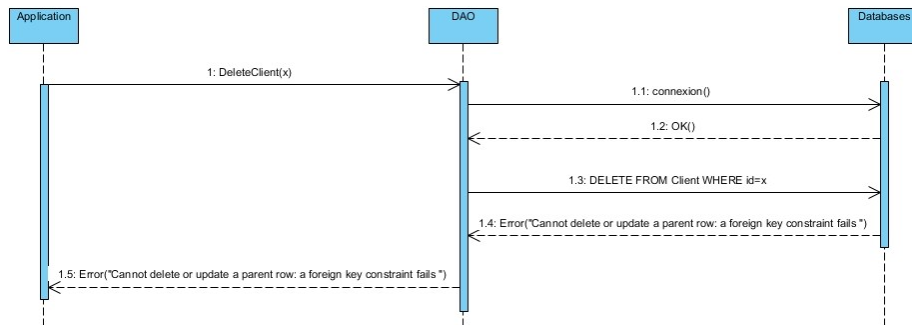 Application
DAO
Databases
1: DeleteClient(x)
1.1: connexion()
1.2: OK()
1.3: DELETE FROM Client WHERE id=x
1.4: Error("Cannot delete or update a parent row: a foreign key constraint fails ")
1.5: Error("Cannot delete or update a parent row: a foreign key constraint fails ")